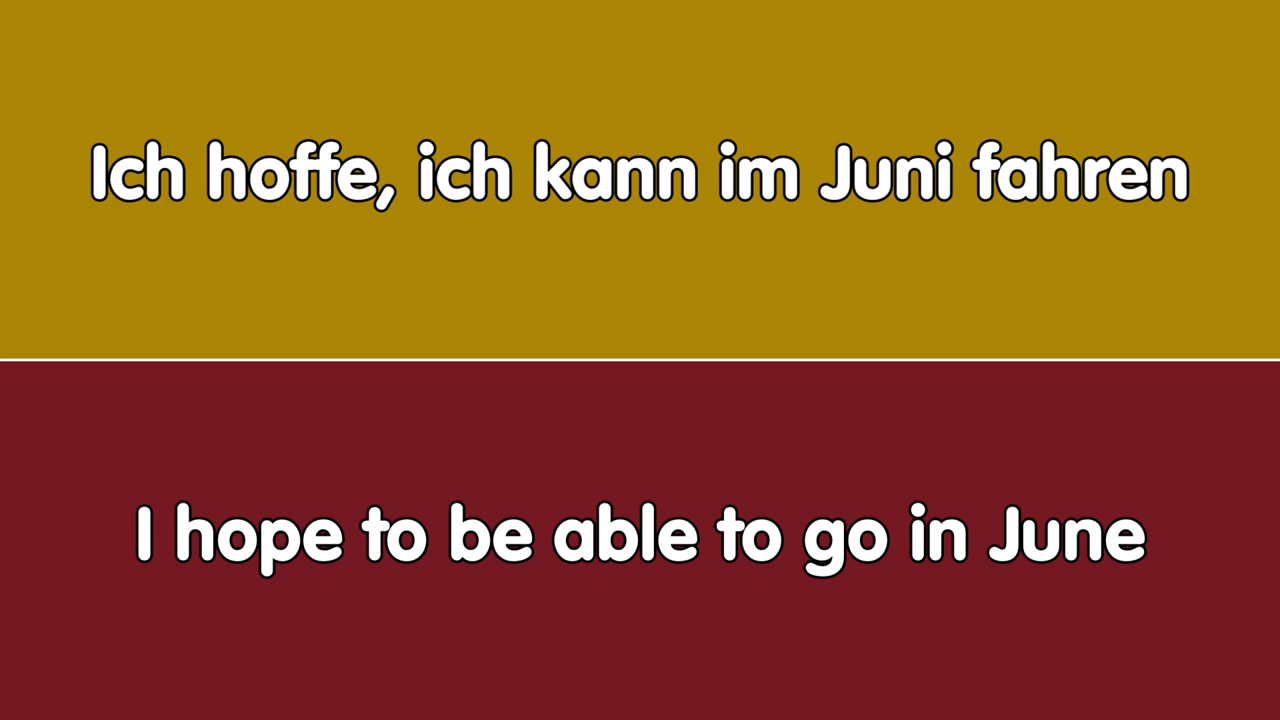 Ich hoffe, ich kann im Juni fahren
I hope to be able to go in June